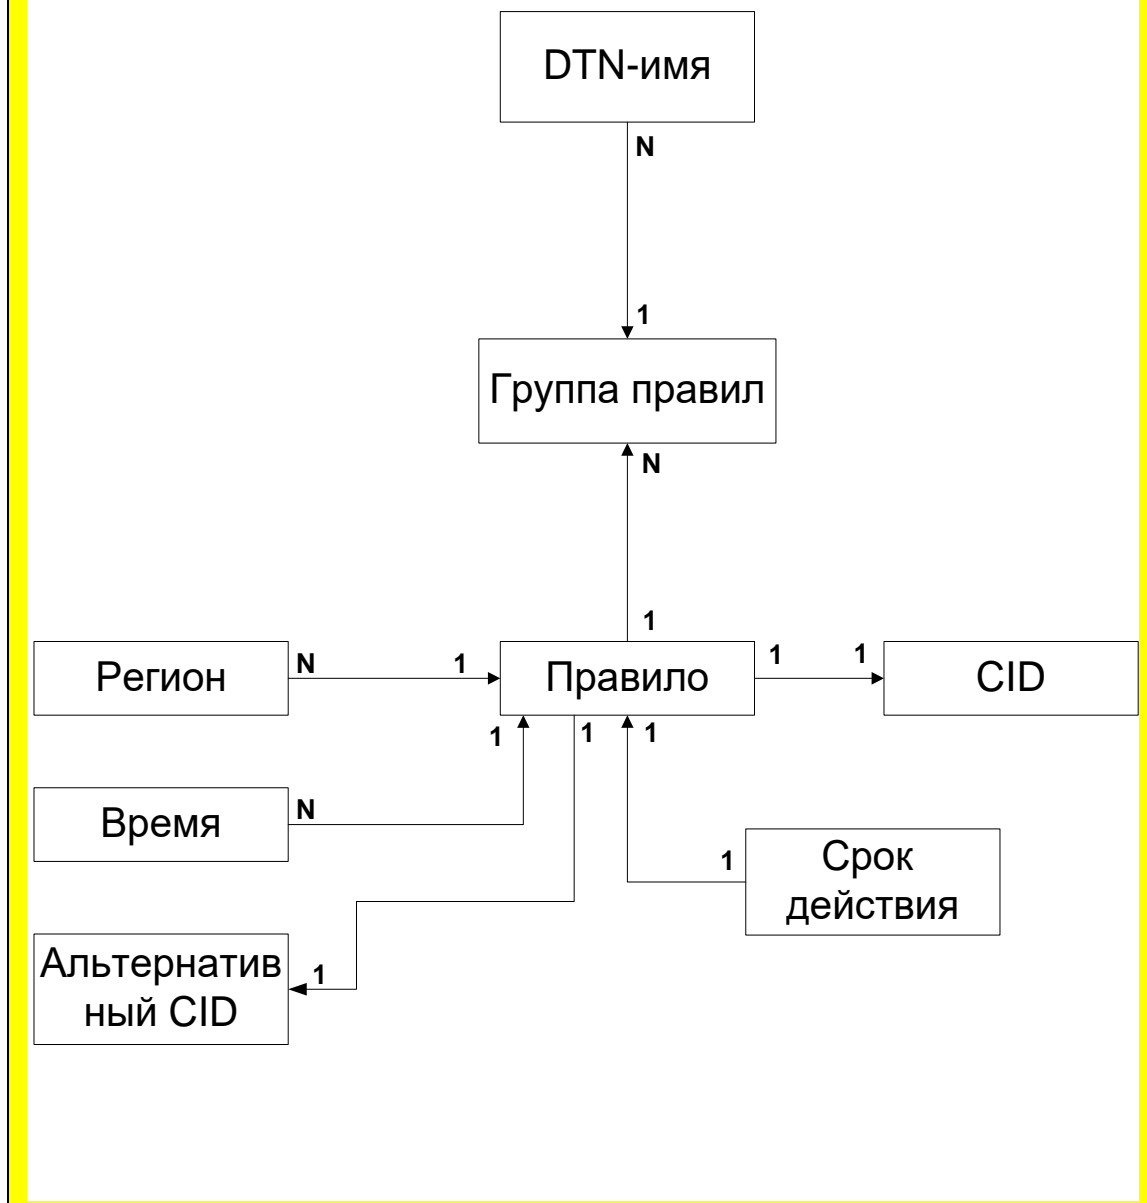 DTN-имя
N
1
Группа правил
N
1
Регион
N
1
Правило
1
1
CID
1
1
1
Время
N
1
Срок
действия
Альтернатив
ный CID
1